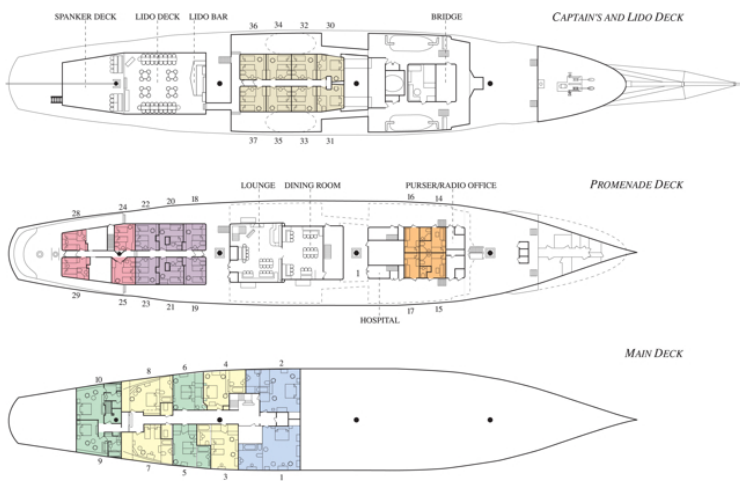 SPANKER DECK LIDO DECK LIDO BAR 36 34 32 30 BRIDGE CAPTAIN'S AND LIDO DECK
37 35 33 31
PROMENADE DECK
LOUNGE DINING ROOM PURSER/RADIO OFFICE
28 24 22 20 18 16 14
1
29 25 23 21 19 17 15
HOSPITAL
MAIN DECK
10 8 6 4 2
9 7 5 3 1